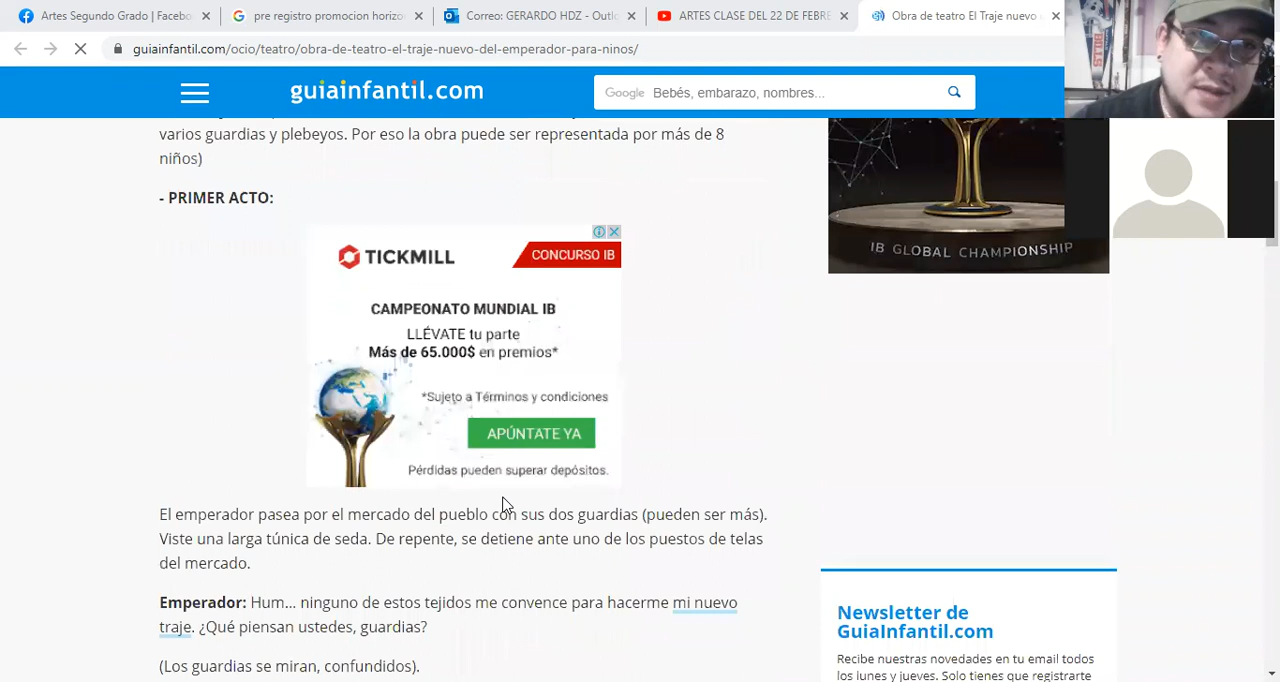 Artes Segundo Grado | Facebo
pre registro promocion horizo
Correo: GERARDO HDZ - Outlo
ARTES CLASE DEL 22 DE FEBRE
Obra de teatro El Traje nuevo
guiainfantil.com/ocio/teatro/obra-de-teatro-el-traje-nuevo-del-emperador-para-ninos/
guiainfantil.com
Google Bebés, embarazo, nombres...
BILLS
varios guardias y plebeyos. Por eso la obra puede ser representada por más de 8
niños)
- PRIMER ACTO:
TICKMILL
CONCURSO IB
CAMPEONATO MUNDIAL IB
LLÉVATE tu parte
Más de 65.000$ en premios*
*Sujeto a Términos y condiciones
APÚNTATE YA
Pérdidas pueden superar depósitos.
IB GLOBAL CHAMPIONSHIP
El emperador pasea por el mercado del pueblo con sus dos guardias (pueden ser más).
Viste una larga túnica de seda. De repente, se detiene ante uno de los puestos de telas
del mercado.
Emperador: Hum... ninguno de estos tejidos me convence para hacerme mi nuevo
traje. ¿Qué piensan ustedes, guardias?
(Los guardias se miran, confundidos).
Newsletter de
GuiaInfantil.com
Recibe nuestras novedades en tu email todos
los lunes y jueves. Solo tienes que registrarte